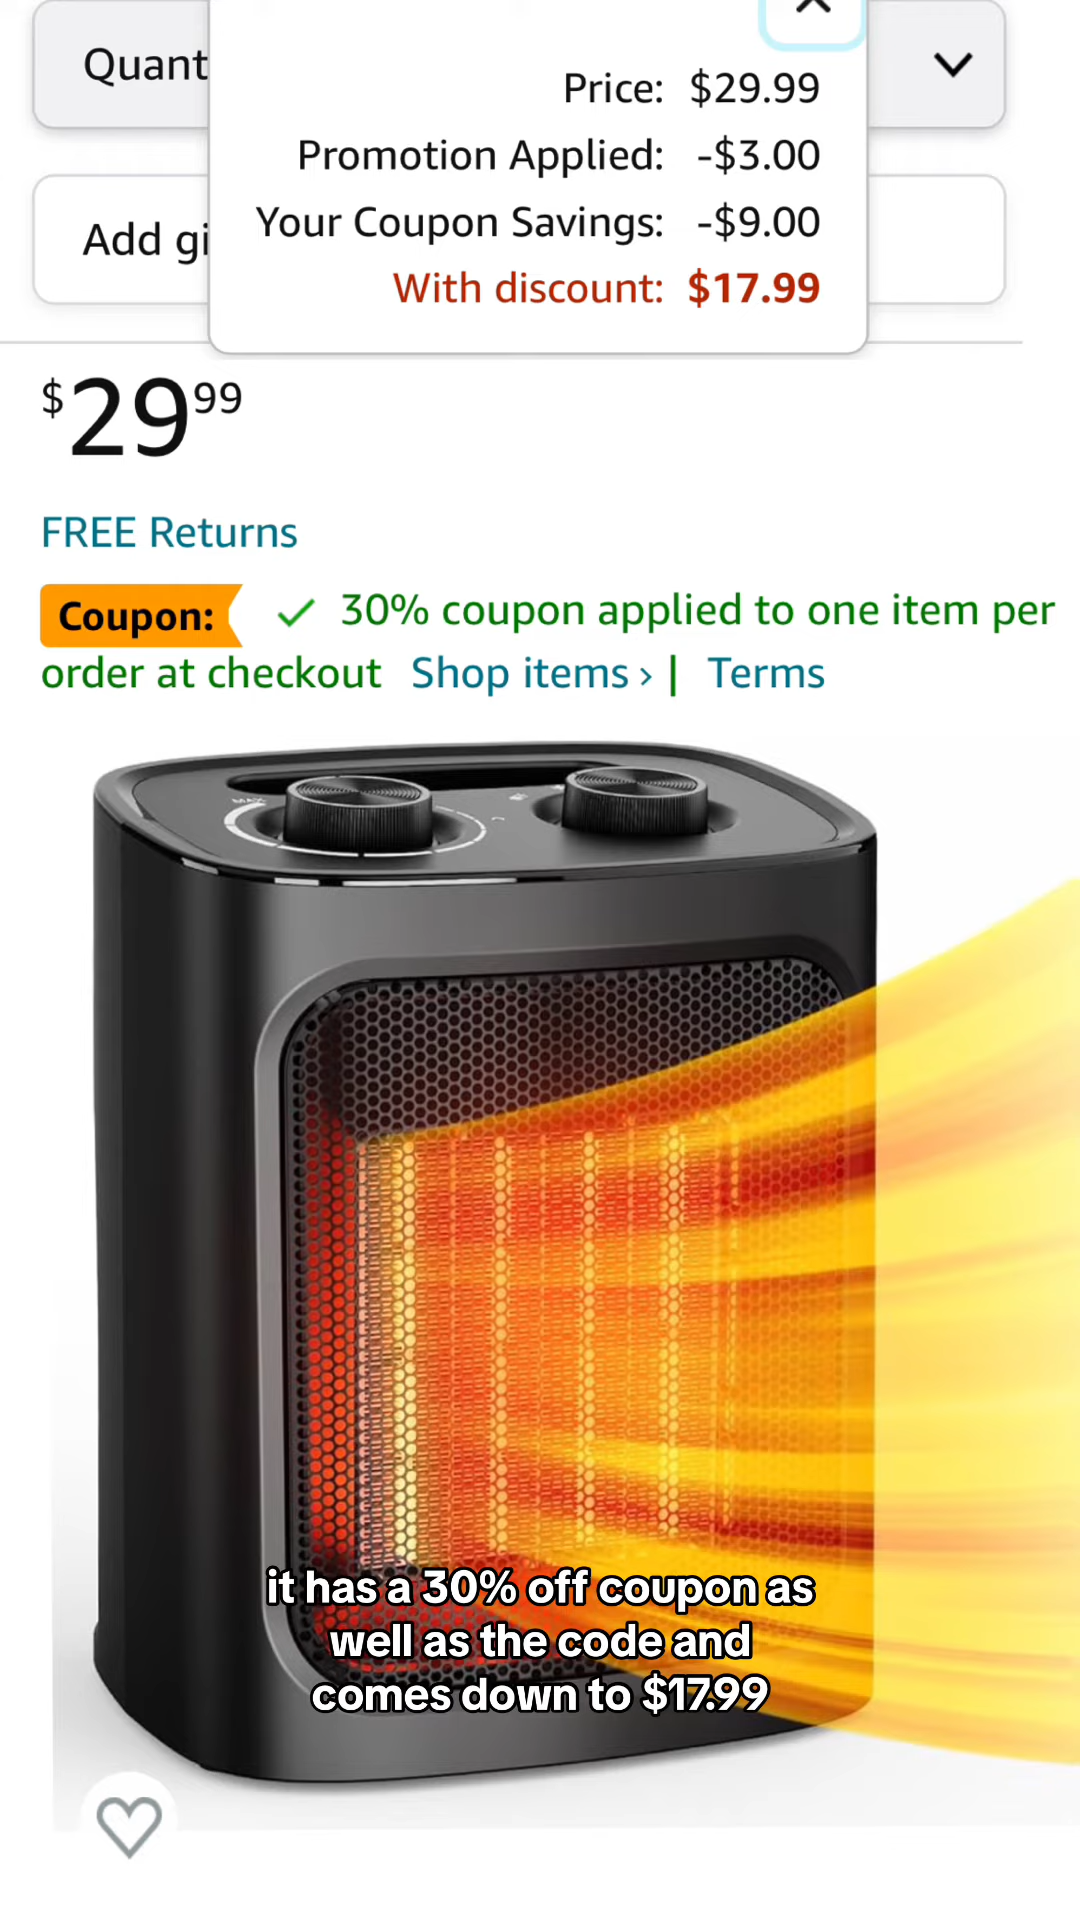 Quant
Price: $29.99
Promotion Applied: -$3.00
Add gi
Your Coupon Savings: -$9.00
With discount: $17.99
$29 99
FREE Returns
Coupon: ✓ 30% coupon applied to one item per
order at checkout Shop items › | Terms
MAX
it has a 30% off coupon as
well as the code and
comes down to $17.99